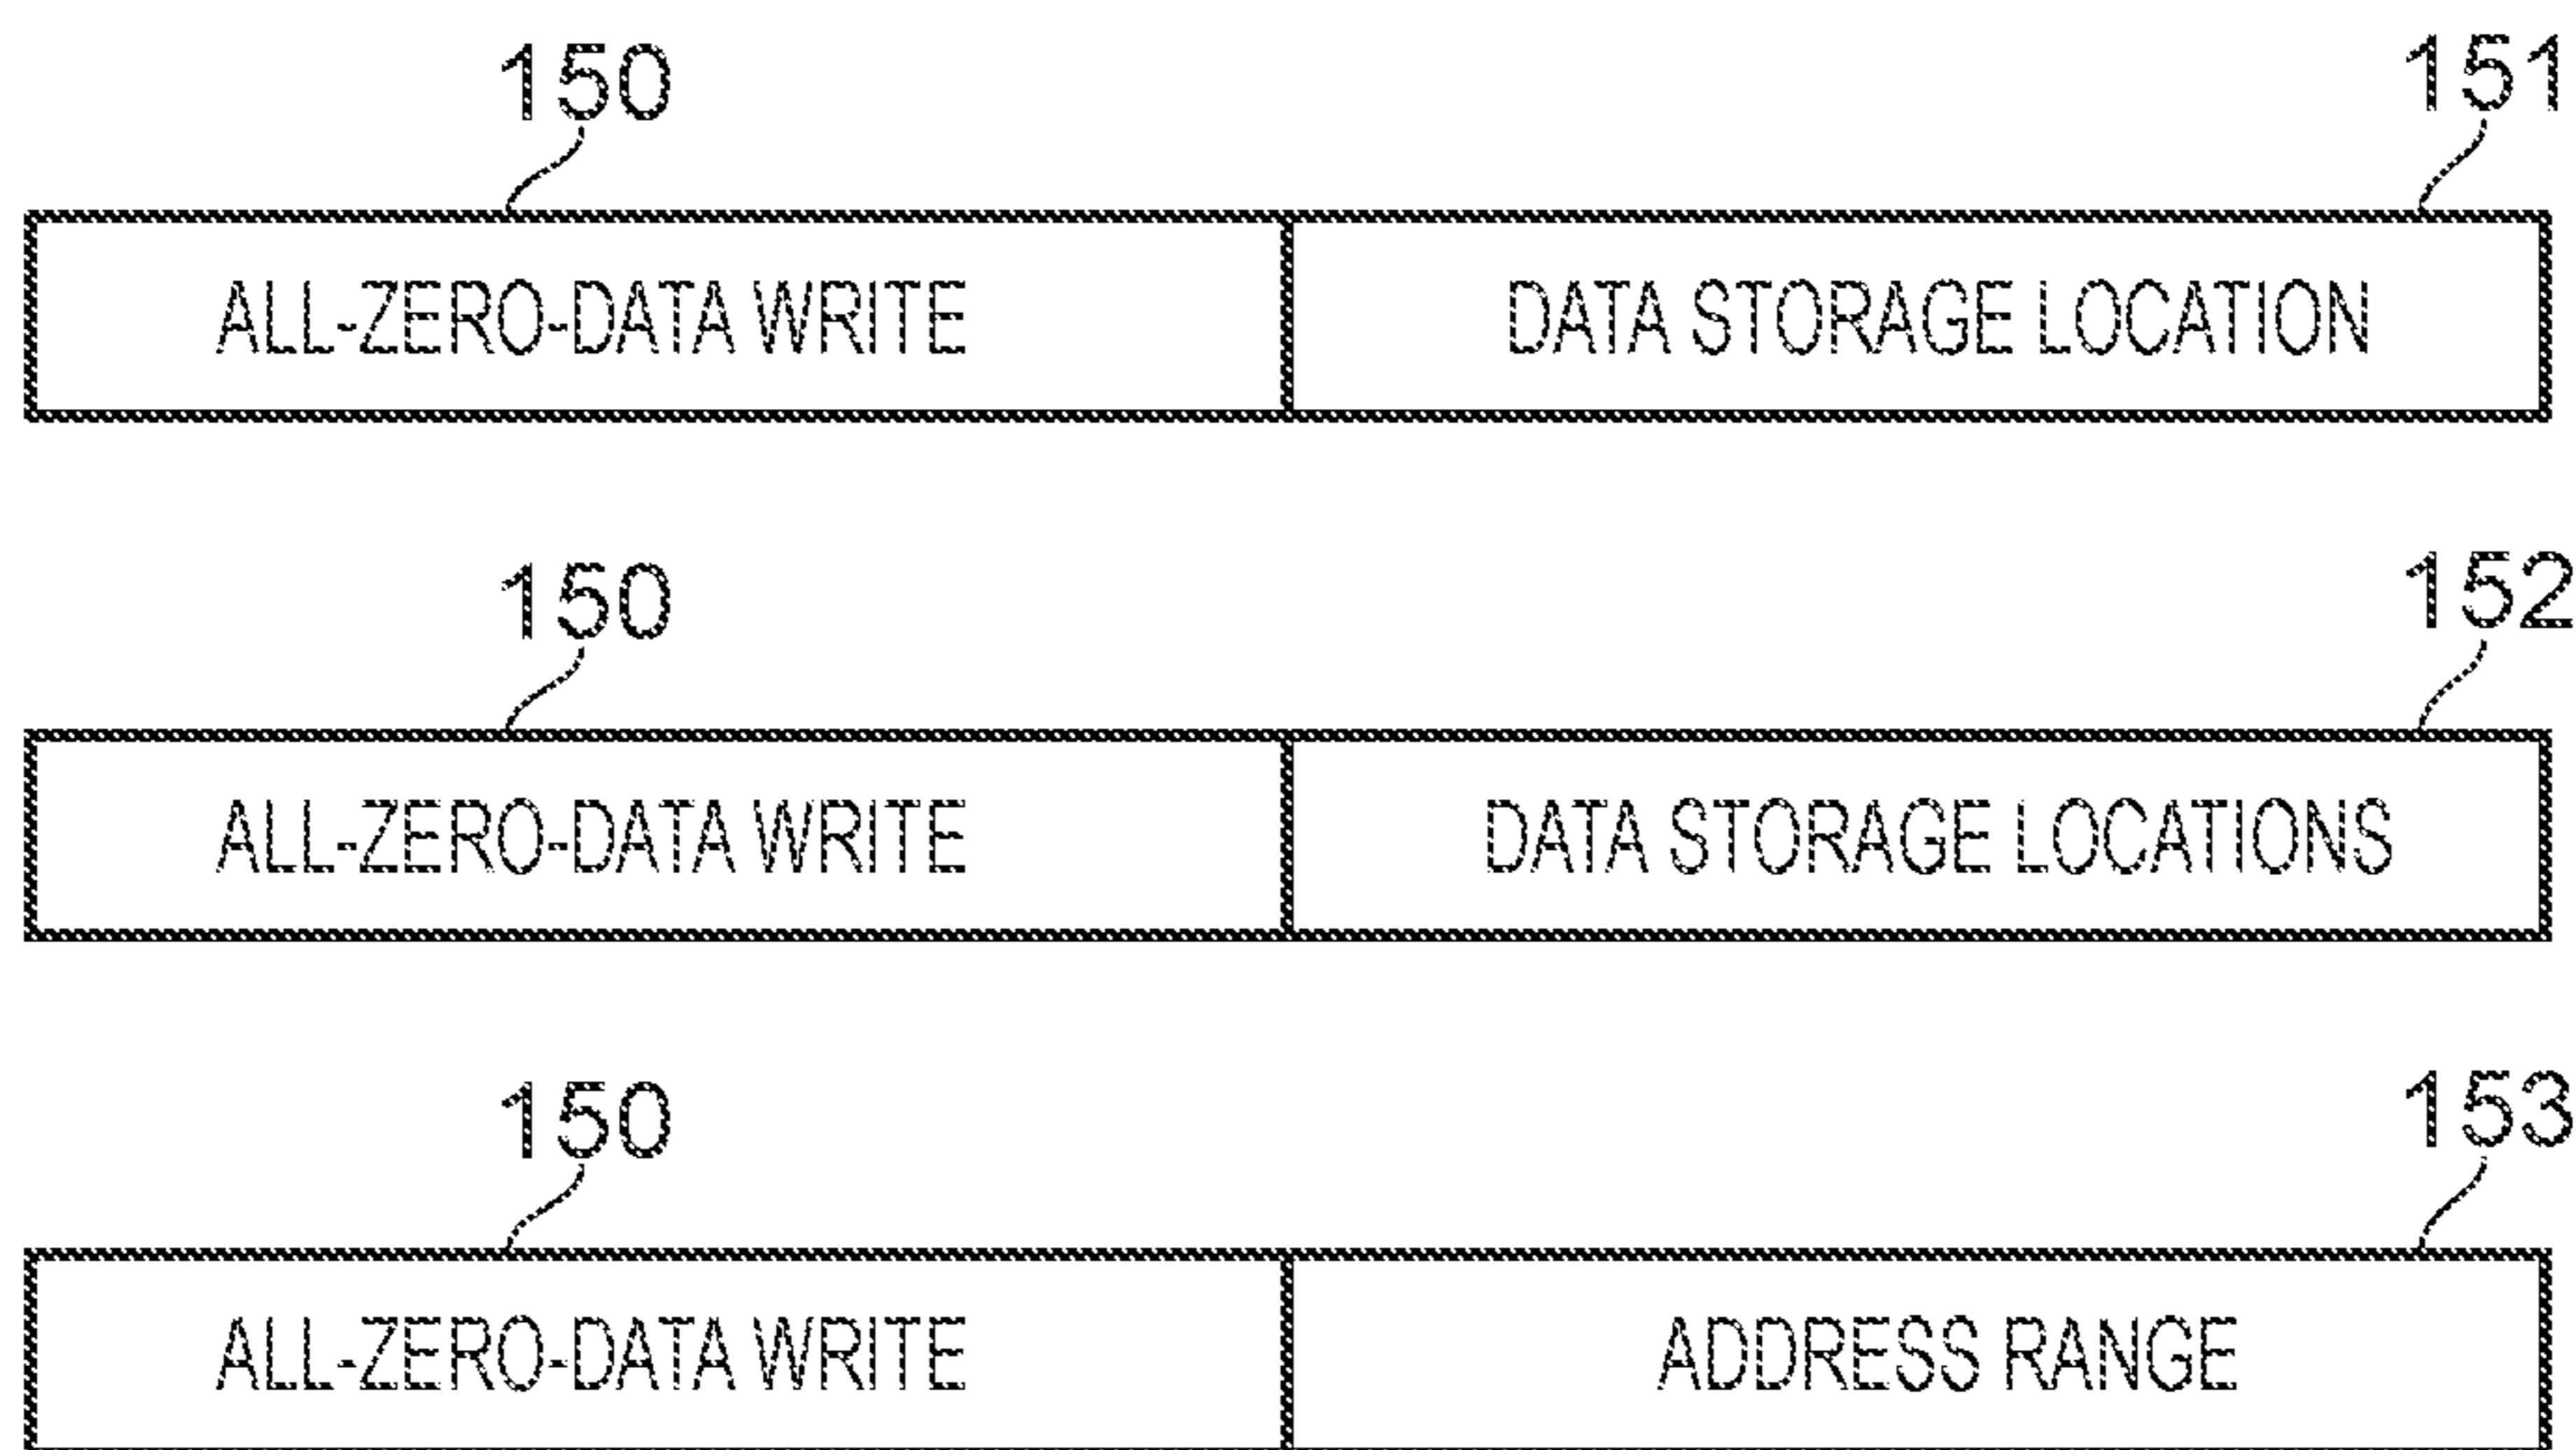 150 151
ALL-ZERO-DATA WRITE DATA STORAGE LOCATION
150 152
ALL-ZERO-DATA WRITE DATA STORAGE LOCATIONS
150 153
ALL-ZERO-DATA WRITE ADDRESS RANGE